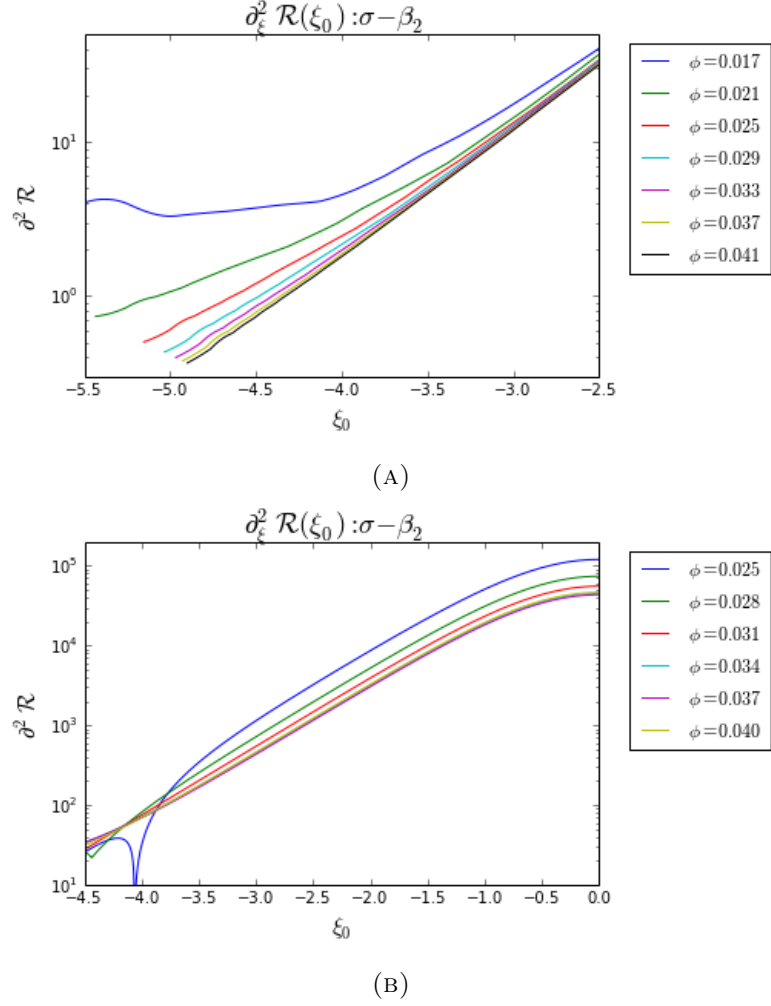 ∂²_ξ ℛ(ξ₀) : σ−β₂
∂² ℛ
10¹
10⁰
−5.5 −5.0 −4.5 −4.0 −3.5 −3.0 −2.5
ξ₀
ϕ=0.017
ϕ=0.021
ϕ=0.025
ϕ=0.029
ϕ=0.033
ϕ=0.037
ϕ=0.041
(A)
∂²_ξ ℛ(ξ₀) : σ−β₂
∂² ℛ
10⁵
10⁴
10³
10²
10¹
−4.5 −4.0 −3.5 −3.0 −2.5 −2.0 −1.5 −1.0 −0.5 0.0
ξ₀
ϕ=0.025
ϕ=0.028
ϕ=0.031
ϕ=0.034
ϕ=0.037
ϕ=0.040
(B)